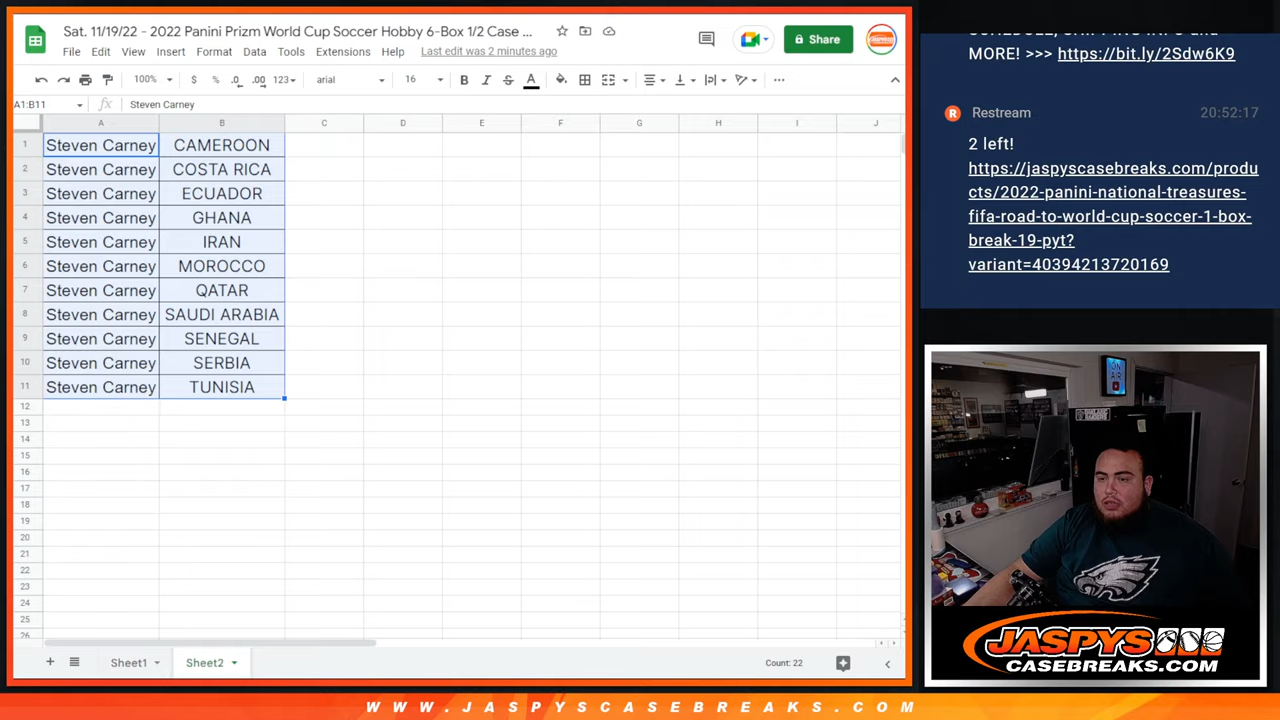 Sat. 11/19/22 - 2022 Panini Prizm World Cup Soccer Hobby 6-Box 1/2 Case ...
File Edit View Format Data Tools Extensions Help Last edit was 2 minutes ago
Share
100% $ % .0 .00 123 arial 16 B I S A
A1:B11 fx Steven Carney
A B C D E F G H I J
1 Steven Carney CAMEROON
2 Steven Carney COSTA RICA
3 Steven Carney ECUADOR
4 Steven Carney GHANA
5 Steven Carney IRAN
6 Steven Carney MOROCCO
7 Steven Carney QATAR
8 Steven Carney SAUDI ARABIA
9 Steven Carney SENEGAL
10 Steven Carney SERBIA
11 Steven Carney TUNISIA
12
13
14
15
16
17
18
19
20
21
22
23
24
25
26
Sheet1 Sheet2 Count: 22
MORE! >>> https://bit.ly/2Sdw6K9
Restream 20:52:17
2 left!
https://jaspyscasebreaks.com/produ
cts/2022-panini-national-treasures-
fifa-road-to-world-cup-soccer-1-box-
break-19-pyt?
variant=40394213720169
ON
AIR
JASPYS
CASEBREAKS.COM
WWW.JASPYSCASEBREAKS.COM